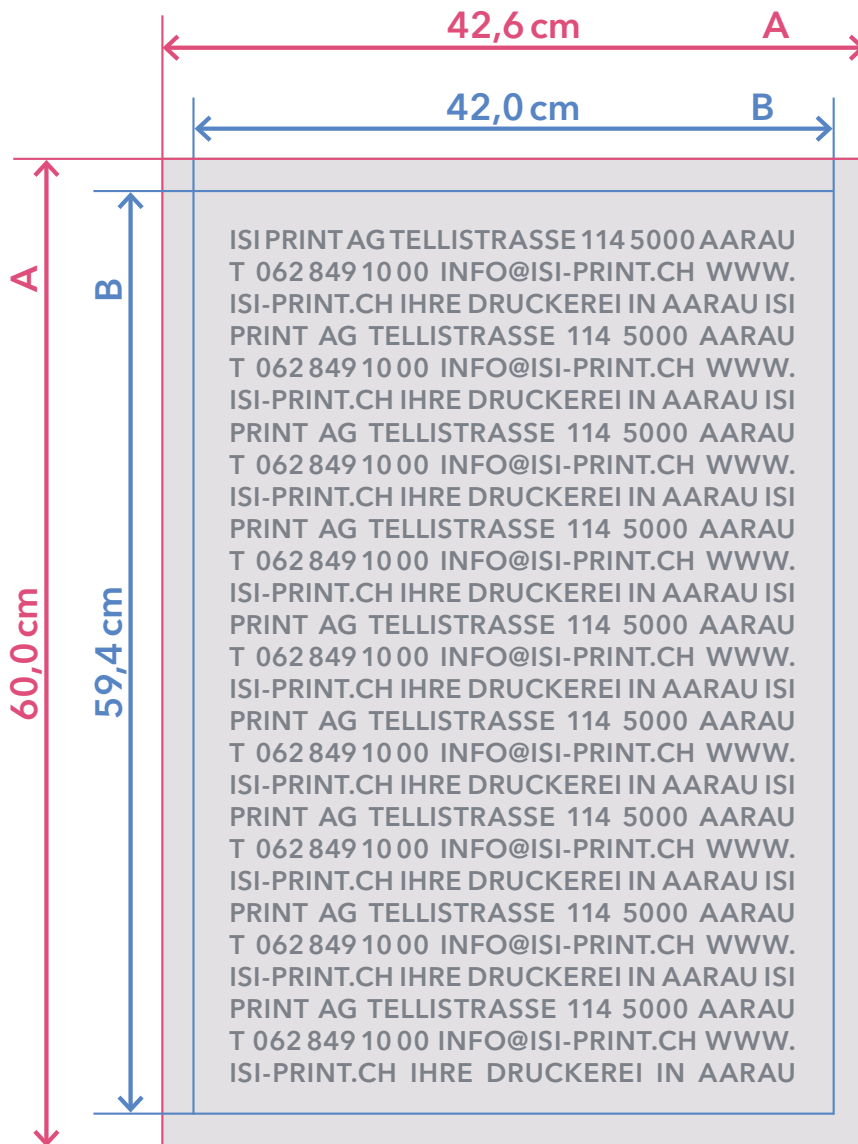 42,6 cm A
42,0 cm B
A
B
60,0 cm
59,4 cm
ISI PRINT AG TELLISTRASSE 114 5000 AARAU
T 062 849 10 00 INFO@ISI-PRINT.CH WWW.
ISI-PRINT.CH IHRE DRUCKEREI IN AARAU ISI
PRINT AG TELLISTRASSE 114 5000 AARAU
T 062 849 10 00 INFO@ISI-PRINT.CH WWW.
ISI-PRINT.CH IHRE DRUCKEREI IN AARAU ISI
PRINT AG TELLISTRASSE 114 5000 AARAU
T 062 849 10 00 INFO@ISI-PRINT.CH WWW.
ISI-PRINT.CH IHRE DRUCKEREI IN AARAU ISI
PRINT AG TELLISTRASSE 114 5000 AARAU
T 062 849 10 00 INFO@ISI-PRINT.CH WWW.
ISI-PRINT.CH IHRE DRUCKEREI IN AARAU ISI
PRINT AG TELLISTRASSE 114 5000 AARAU
T 062 849 10 00 INFO@ISI-PRINT.CH WWW.
ISI-PRINT.CH IHRE DRUCKEREI IN AARAU ISI
PRINT AG TELLISTRASSE 114 5000 AARAU
T 062 849 10 00 INFO@ISI-PRINT.CH WWW.
ISI-PRINT.CH IHRE DRUCKEREI IN AARAU ISI
PRINT AG TELLISTRASSE 114 5000 AARAU
T 062 849 10 00 INFO@ISI-PRINT.CH WWW.
ISI-PRINT.CH IHRE DRUCKEREI IN AARAU ISI
PRINT AG TELLISTRASSE 114 5000 AARAU
T 062 849 10 00 INFO@ISI-PRINT.CH WWW.
ISI-PRINT.CH IHRE DRUCKEREI IN AARAU ISI
PRINT AG TELLISTRASSE 114 5000 AARAU
T 062 849 10 00 INFO@ISI-PRINT.CH WWW.
ISI-PRINT.CH IHRE DRUCKEREI IN AARAU